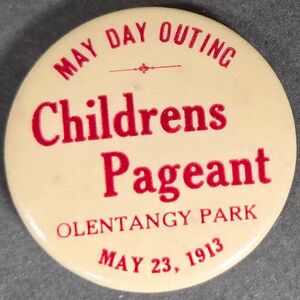 MAY DAY OUTING
Childrens
Pageant
OLENTANGY PARK
MAY 23, 1913